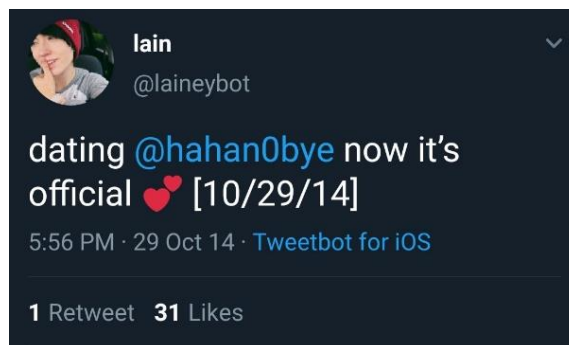 lain
@laineybot
dating @hahan0bye now it's
official 💕 [10/29/14]
5:56 PM · 29 Oct 14 · Tweetbot for iOS
1 Retweet 31 Likes